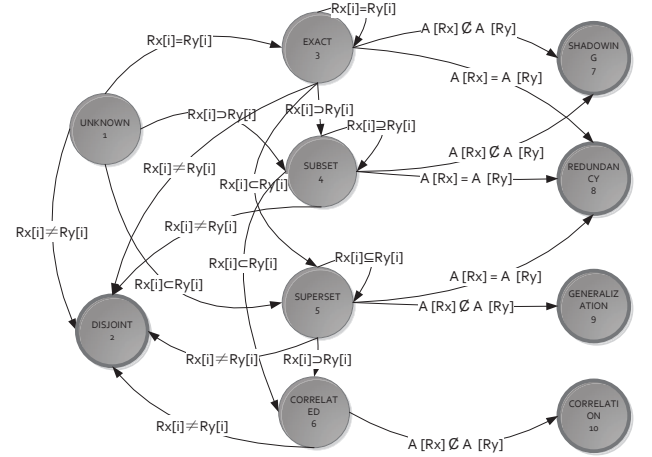 Rx[i]=Ry[i]
EXACT
3
Rx[i]=Ry[i]
A [Rx] ⊄ A [Ry]
SHADOWIN
G
7
A [Rx] = A [Ry]
UNKNOWN
1
Rx[i]⊃Ry[i]
Rx[i]⊃Ry[i]
Rx[i]⊇Ry[i]
A [Rx] ⊄ A [Ry]
Rx[i]≠Ry[i]
SUBSET
4
Rx[i]⊂Ry[i]
A [Rx] = A [Ry]
REDUNDAN
CY
8
Rx[i]≠Ry[i]
Rx[i]≠Ry[i]
Rx[i]⊂Ry[i]
Rx[i]⊆Ry[i]
Rx[i]⊂Ry[i]
A [Rx] = A [Ry]
SUPERSET
5
A [Rx] ⊄ A [Ry]
GENERALIZ
ATION
9
DISJOINT
2
Rx[i]≠Ry[i]
Rx[i]⊃Ry[i]
CORRELAT
ED
6
Rx[i]≠Ry[i]
A [Rx] ⊄ A [Ry]
CORRELATI
ON
10